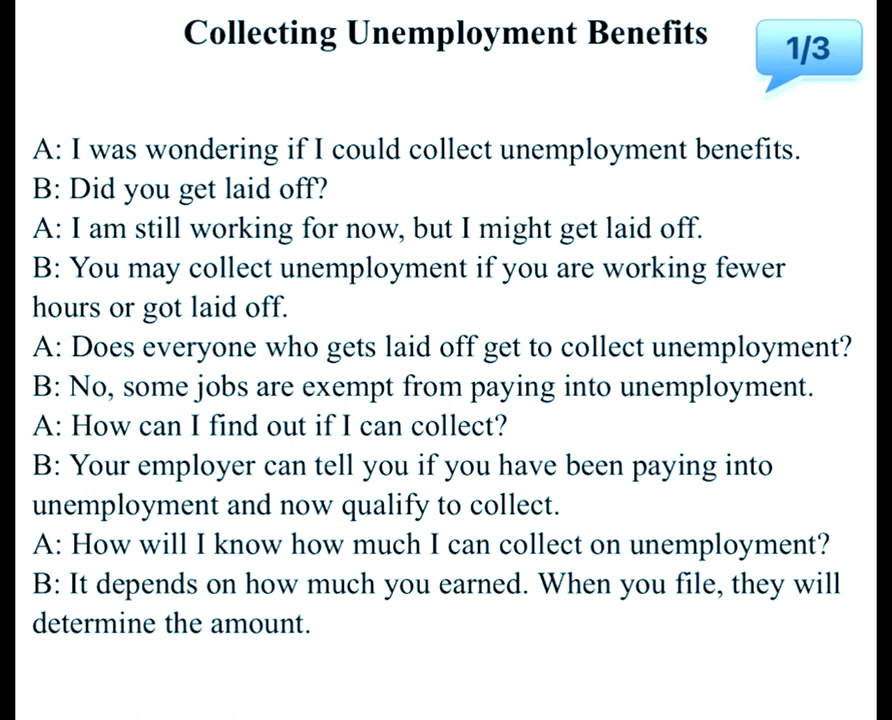 Collecting Unemployment Benefits
1/3
A: I was wondering if I could collect unemployment benefits.
B: Did you get laid off?
A: I am still working for now, but I might get laid off.
B: You may collect unemployment if you are working fewer
hours or got laid off.
A: Does everyone who gets laid off get to collect unemployment?
B: No, some jobs are exempt from paying into unemployment.
A: How can I find out if I can collect?
B: Your employer can tell you if you have been paying into
unemployment and now qualify to collect.
A: How will I know how much I can collect on unemployment?
B: It depends on how much you earned. When you file, they will
determine the amount.